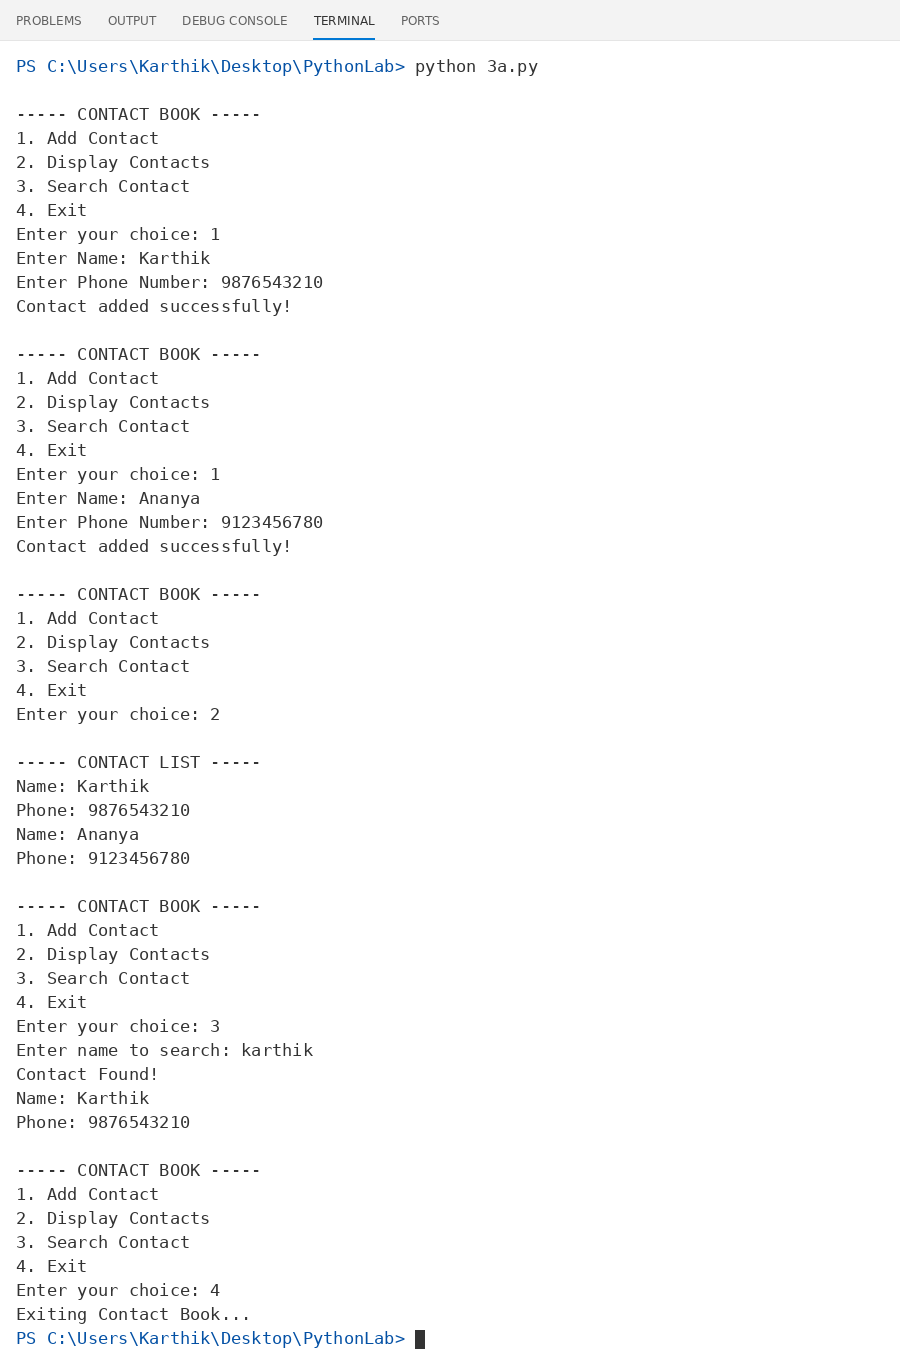 PROBLEMS OUTPUT DEBUG CONSOLE TERMINAL PORTS
PS C:\Users\Karthik\Desktop\PythonLab> python 3a.py
----- CONTACT BOOK -----
1. Add Contact
2. Display Contacts
3. Search Contact
4. Exit
Enter your choice: 1
Enter Name: Karthik
Enter Phone Number: 9876543210
Contact added successfully!
----- CONTACT BOOK -----
1. Add Contact
2. Display Contacts
3. Search Contact
4. Exit
Enter your choice: 1
Enter Name: Ananya
Enter Phone Number: 9123456780
Contact added successfully!
----- CONTACT BOOK -----
1. Add Contact
2. Display Contacts
3. Search Contact
4. Exit
Enter your choice: 2
----- CONTACT LIST -----
Name: Karthik
Phone: 9876543210
Name: Ananya
Phone: 9123456780
----- CONTACT BOOK -----
1. Add Contact
2. Display Contacts
3. Search Contact
4. Exit
Enter your choice: 3
Enter name to search: karthik
Contact Found!
Name: Karthik
Phone: 9876543210
----- CONTACT BOOK -----
1. Add Contact
2. Display Contacts
3. Search Contact
4. Exit
Enter your choice: 4
Exiting Contact Book...
PS C:\Users\Karthik\Desktop\PythonLab>